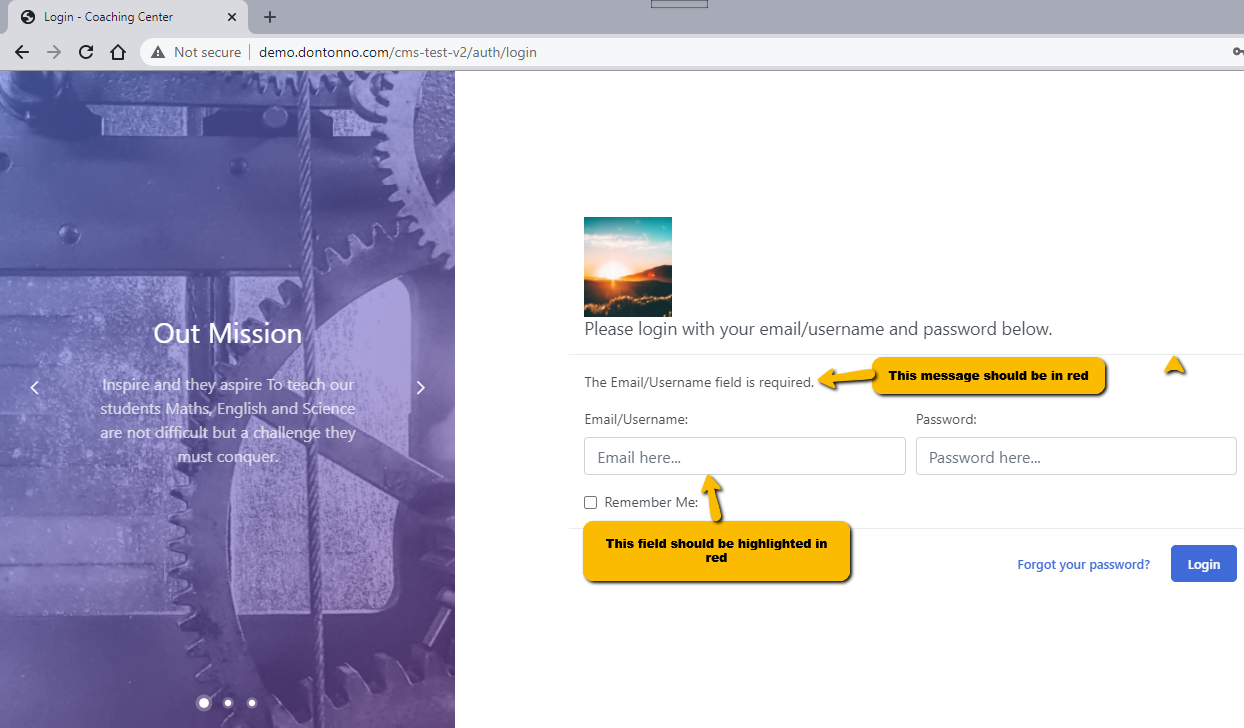 Login - Coaching Center
Not secure
demo.dontonno.com/cms-test-v2/auth/login
Out Mission
Inspire and they aspire To teach our
students Maths, English and Science
are not difficult but a challenge they
must conquer.
Please login with your email/username and password below.
The Email/Username field is required.
This message should be in red
Email/Username:
Password:
Email here...
Password here...
Remember Me:
This field should be highlighted in
red
Forgot your password?
Login